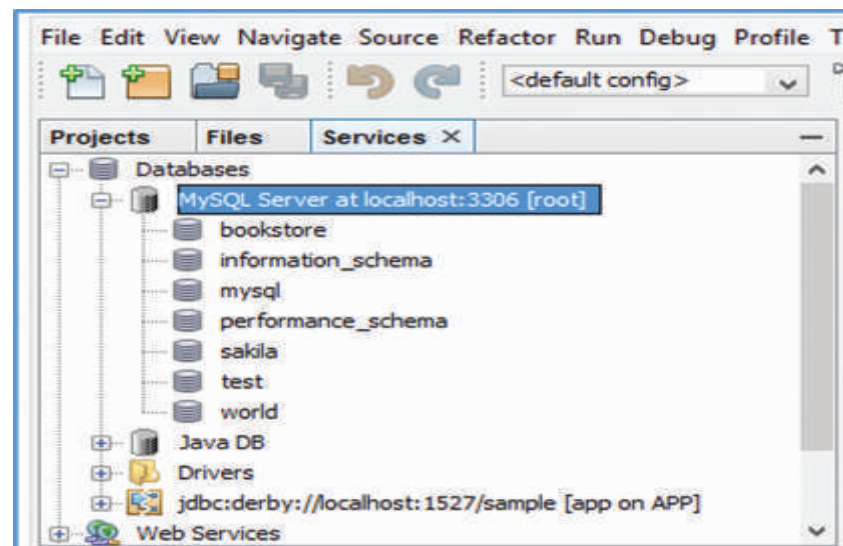 File Edit View Navigate Source Refactor Run Debug Profile
<default config>
Projects Files Services
Databases
MySQL Server at localhost:3306 [root]
bookstore
information_schema
mysql
performance_schema
sakila
test
world
Java DB
Drivers
jdbc:derby://localhost:1527/sample [app on APP]
Web Services